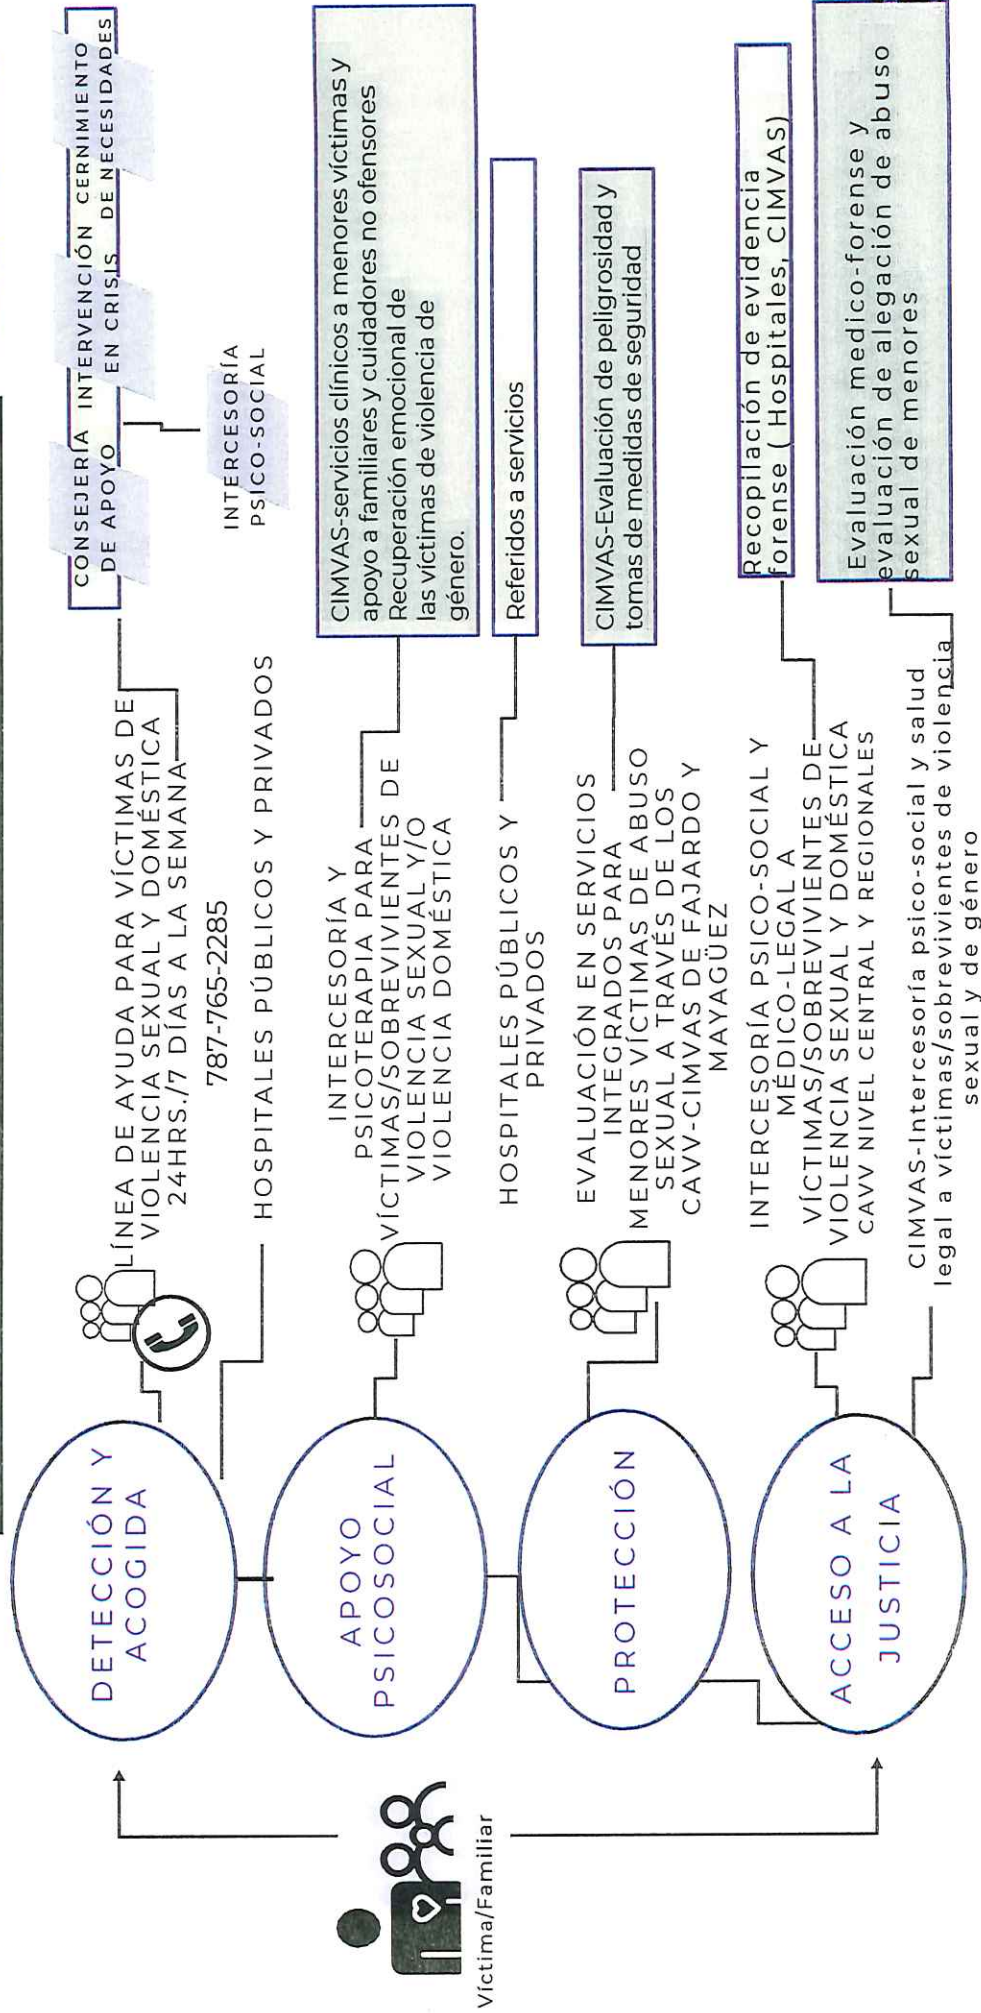 Víctima/Familiar
DETECCIÓN Y
ACOGIDA
LÍNEA DE AYUDA PARA VÍCTIMAS DE
VIOLENCIA SEXUAL Y DOMÉSTICA
24HRS./7 DÍAS A LA SEMANA
787-765-2285
HOSPITALES PÚBLICOS Y PRIVADOS
CONSEJERÍA
DE APOYO
INTERVENCIÓN
EN CRISIS
CERNIMIENTO
DE NECESIDADES
INTERCESORÍA
PSICO-SOCIAL
APOYO
PSICOSOCIAL
INTERCESORÍA Y
PSICOTERAPIA PARA
VÍCTIMAS/SOBREVIVIENTES DE
VIOLENCIA SEXUAL Y/O
VIOLENCIA DOMÉSTICA
CIMVAS-servicios clínicos a menores víctimas y
apoyo a familiares y cuidadores no ofensores
Recuperación emocional de
las víctimas de violencia de
género.
HOSPITALES PÚBLICOS Y
PRIVADOS
Referidos a servicios
PROTECCIÓN
EVALUACIÓN EN SERVICIOS
INTEGRADOS PARA
MENORES VÍCTIMAS DE ABUSO
SEXUAL A TRAVÉS DE LOS
CAVV-CIMVAS DE FAJARDO Y
MAYAGÜEZ
CIMVAS-Evaluación de peligrosidad y
tomas de medidas de seguridad
ACCESO A LA
JUSTICIA
INTERCESORÍA PSICO-SOCIAL Y
MÉDICO-LEGAL A
VÍCTIMAS/SOBREVIVIENTES DE
VIOLENCIA SEXUAL Y DOMÉSTICA
CAVV NIVEL CENTRAL Y REGIONALES
Recopilación de evidencia
forense ( Hospitales, CIMVAS)
CIMVAS-Intercesoría psico-social y salud
legal a víctimas/sobrevientes de violencia
sexual y de género
Evaluación medico-forense y
evaluación de alegación de abuso
sexual de menores